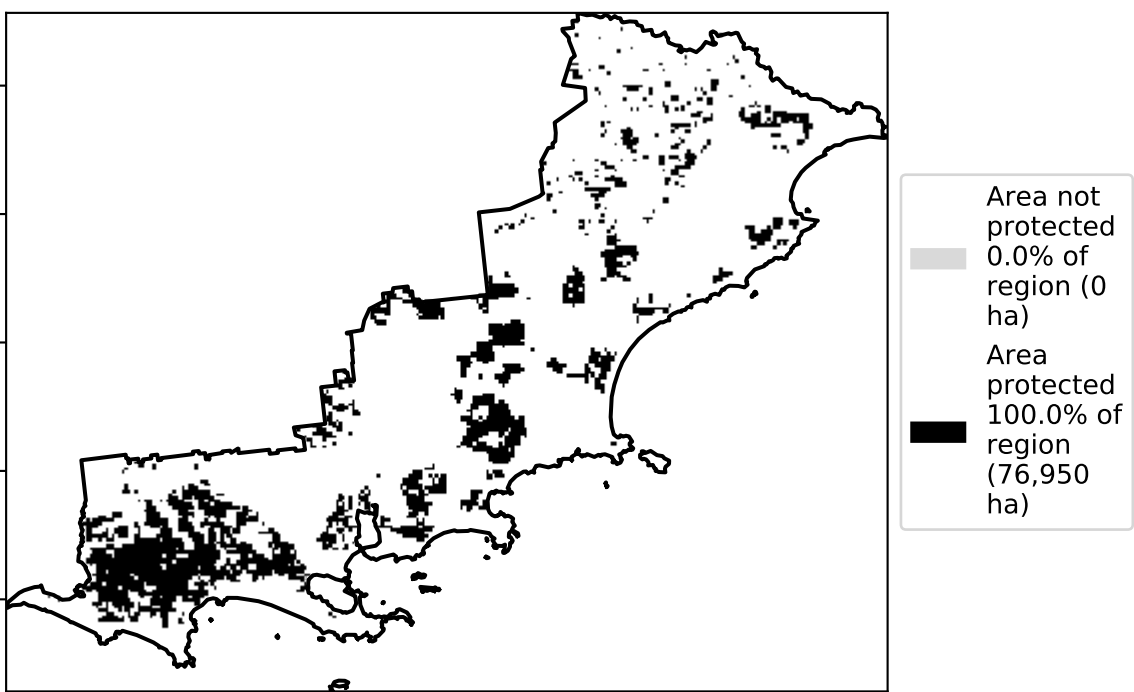 Area not
protected
0.0% of
region (0
ha)
Area
protected
100.0% of
region
(76,950
ha)